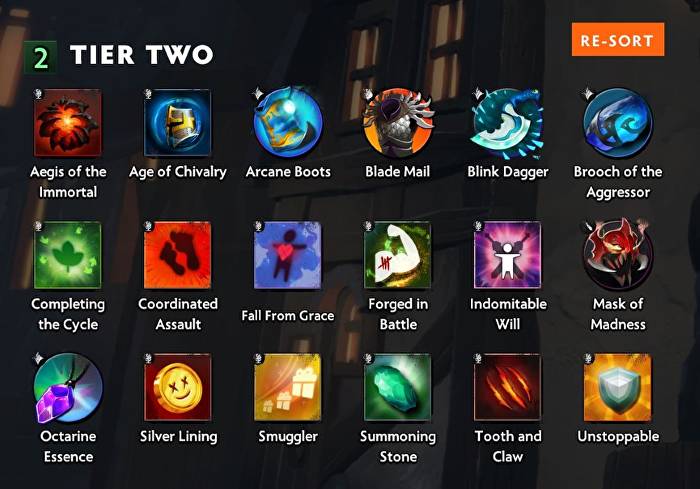 2 TIER TWO
RE-SORT
Aegis of the
Immortal
Age of Chivalry
Arcane Boots
Blade Mail
Blink Dagger
Brooch of the
Aggressor
Completing
the Cycle
Coordinated
Assault
Fall From Grace
Forged in
Battle
Indomitable
Will
Mask of
Madness
Octarine
Essence
Silver Lining
Smuggler
Summoning
Stone
Tooth and
Claw
Unstoppable